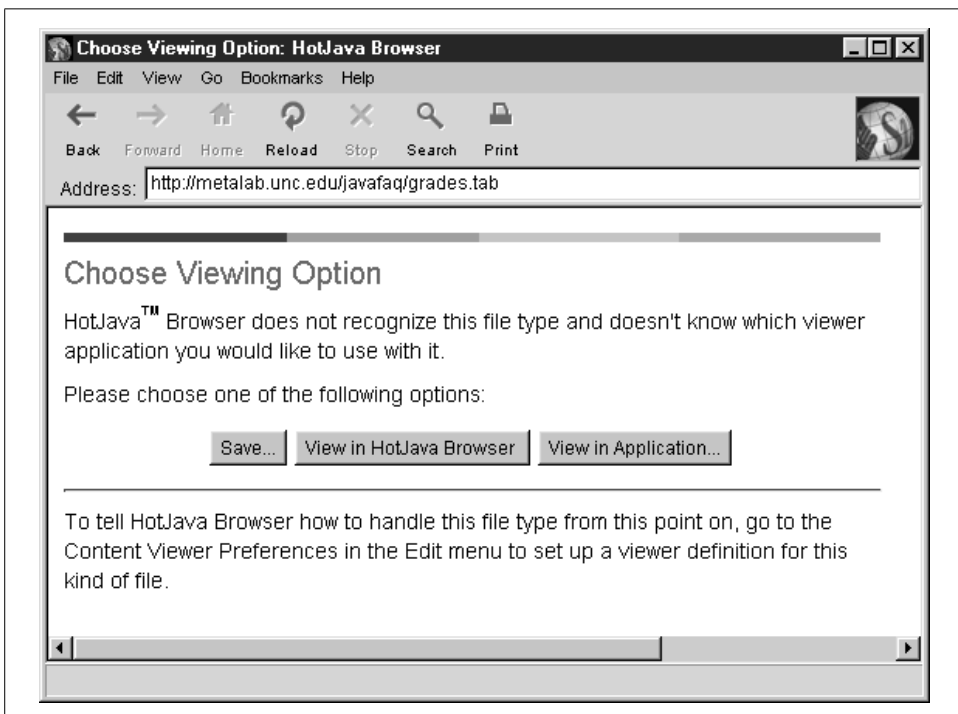 Choose Viewing Option: HotJava Browser
File Edit View Go Bookmarks Help
Back Forward Home Reload Stop Search Print
Address: http://metalab.unc.edu/javafaq/grades.tab
Choose Viewing Option
HotJava™ Browser does not recognize this file type and doesn't know which viewer
application you would like to use with it.
Please choose one of the following options:
Save... View in HotJava Browser View in Application...
To tell HotJava Browser how to handle this file type from this point on, go to the
Content Viewer Preferences in the Edit menu to set up a viewer definition for this
kind of file.